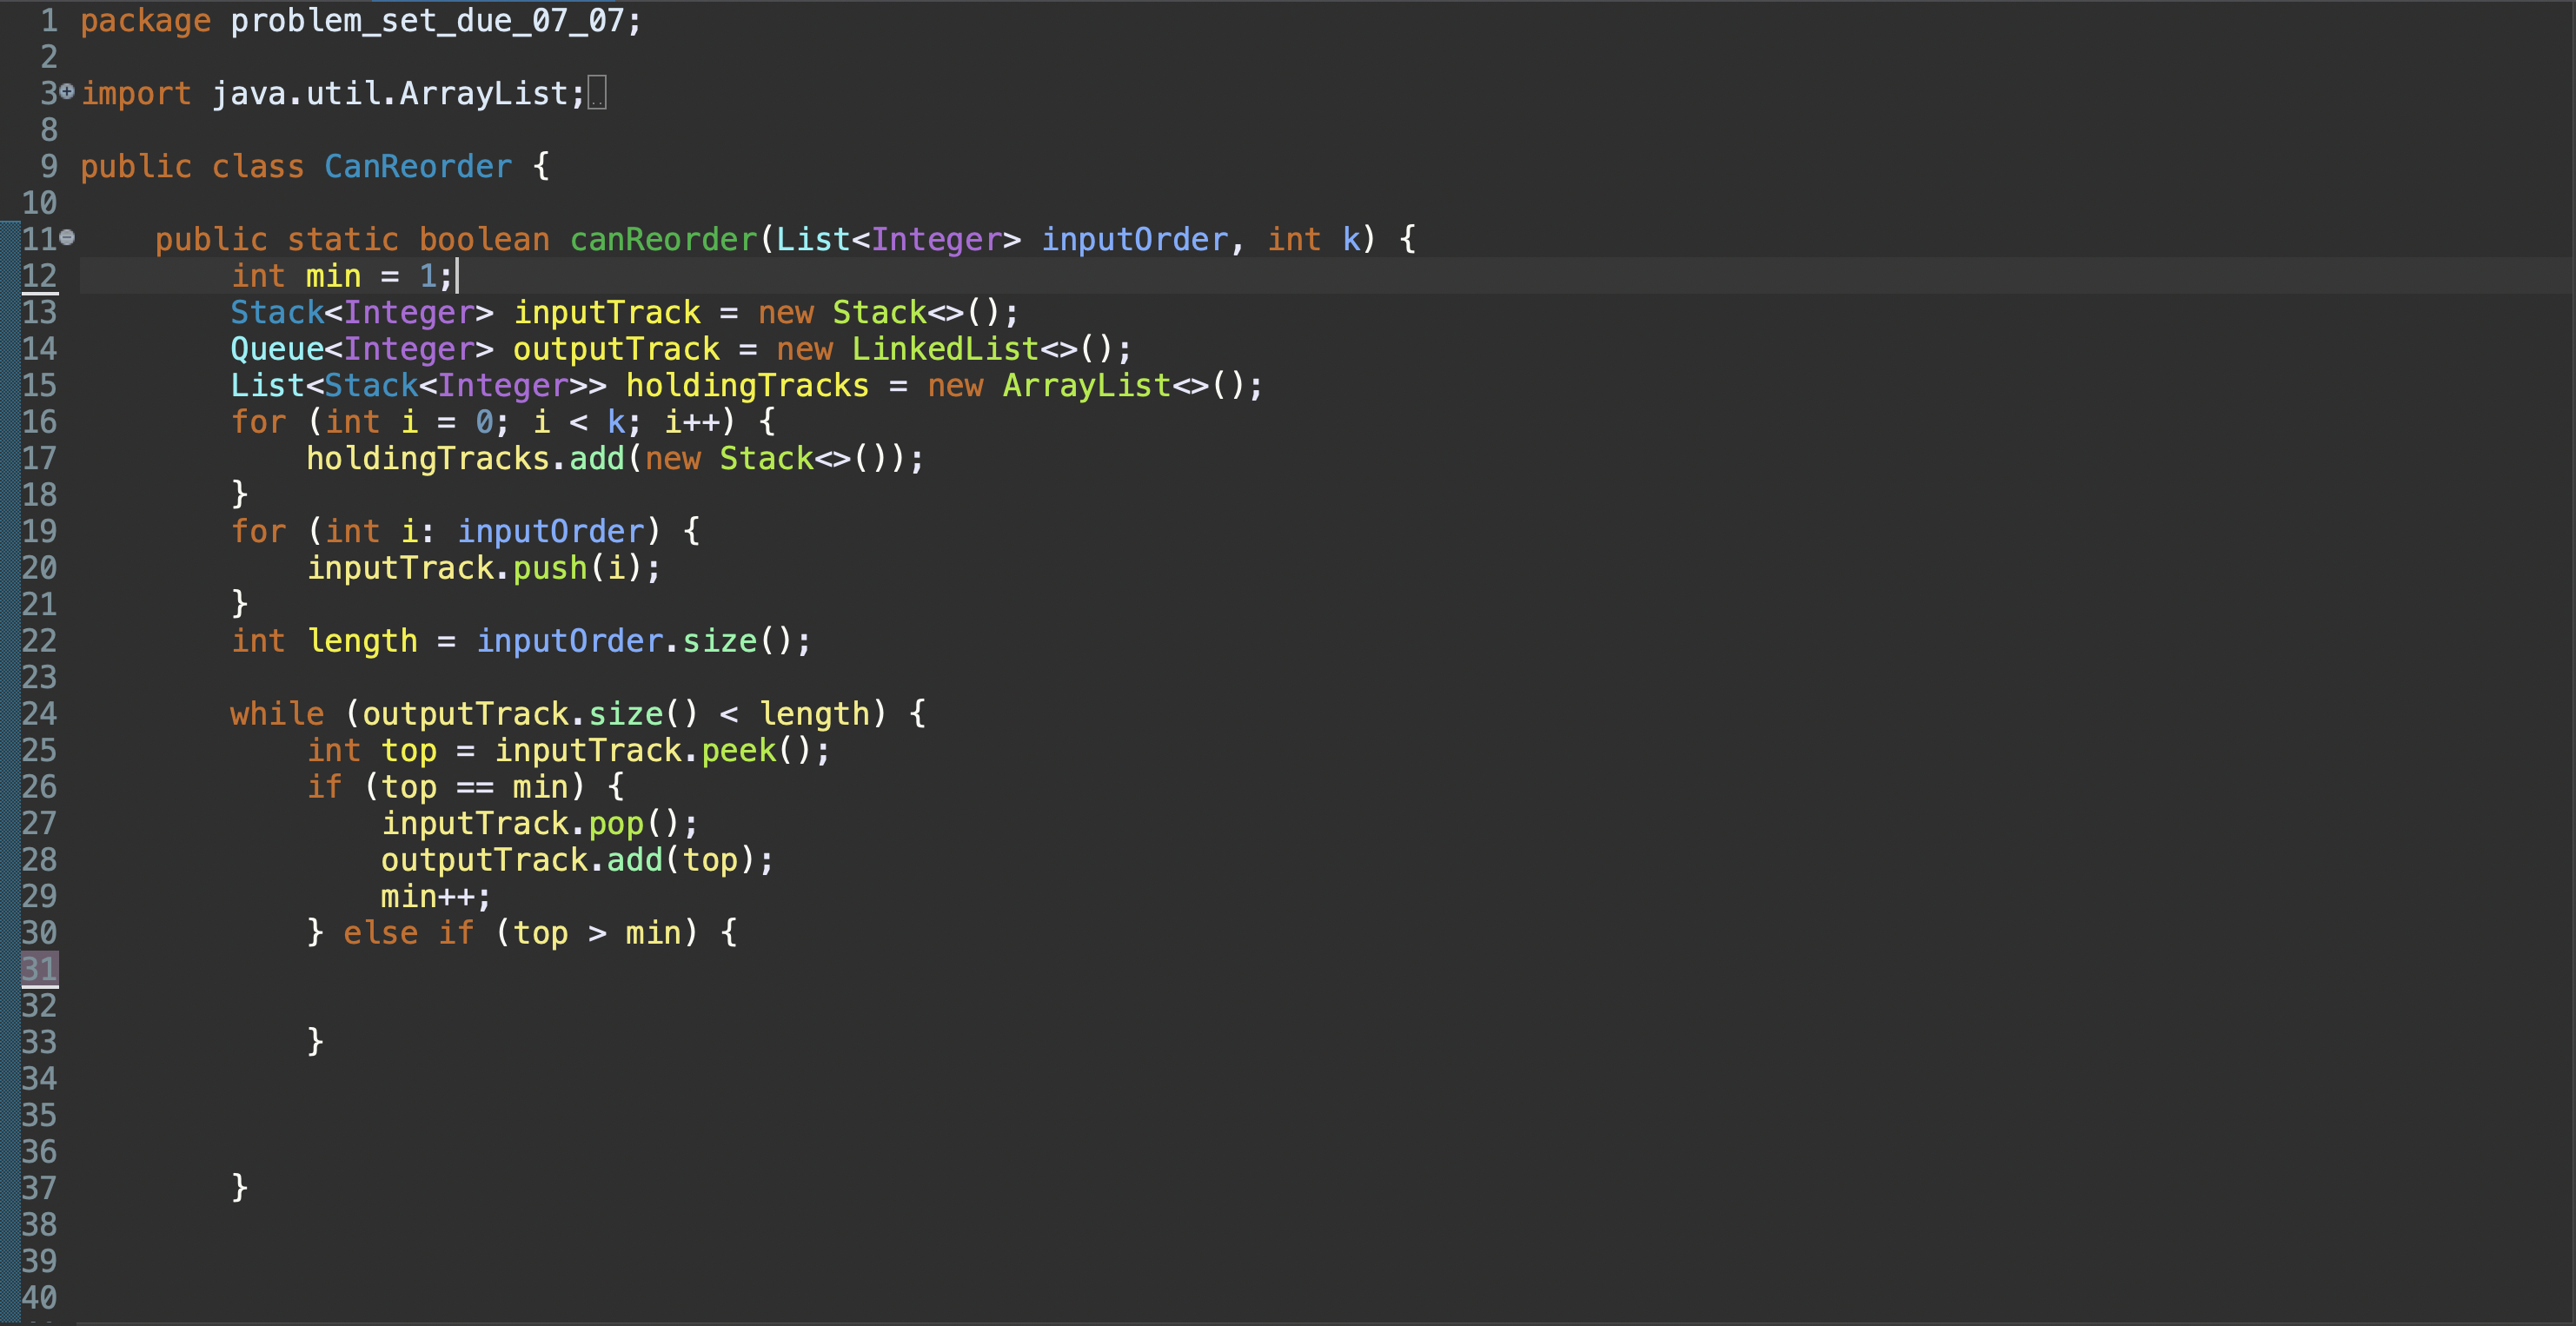 1 package problem_set_due_07_07;
2
3 import java.util.ArrayList;
8
9 public class CanReorder {
10
11 public static boolean canReorder(List<Integer> inputOrder, int k) {
12 int min = 1;
13 Stack<Integer> inputTrack = new Stack<>();
14 Queue<Integer> outputTrack = new LinkedList<>();
15 List<Stack<Integer>> holdingTracks = new ArrayList<>();
16 for (int i = 0; i < k; i++) {
17 holdingTracks.add(new Stack<>());
18 }
19 for (int i: inputOrder) {
20 inputTrack.push(i);
21 }
22 int length = inputOrder.size();
23
24 while (outputTrack.size() < length) {
25 int top = inputTrack.peek();
26 if (top == min) {
27 inputTrack.pop();
28 outputTrack.add(top);
29 min++;
30 } else if (top > min) {
31
32
33 }
34
35
36
37 }
38
39
40